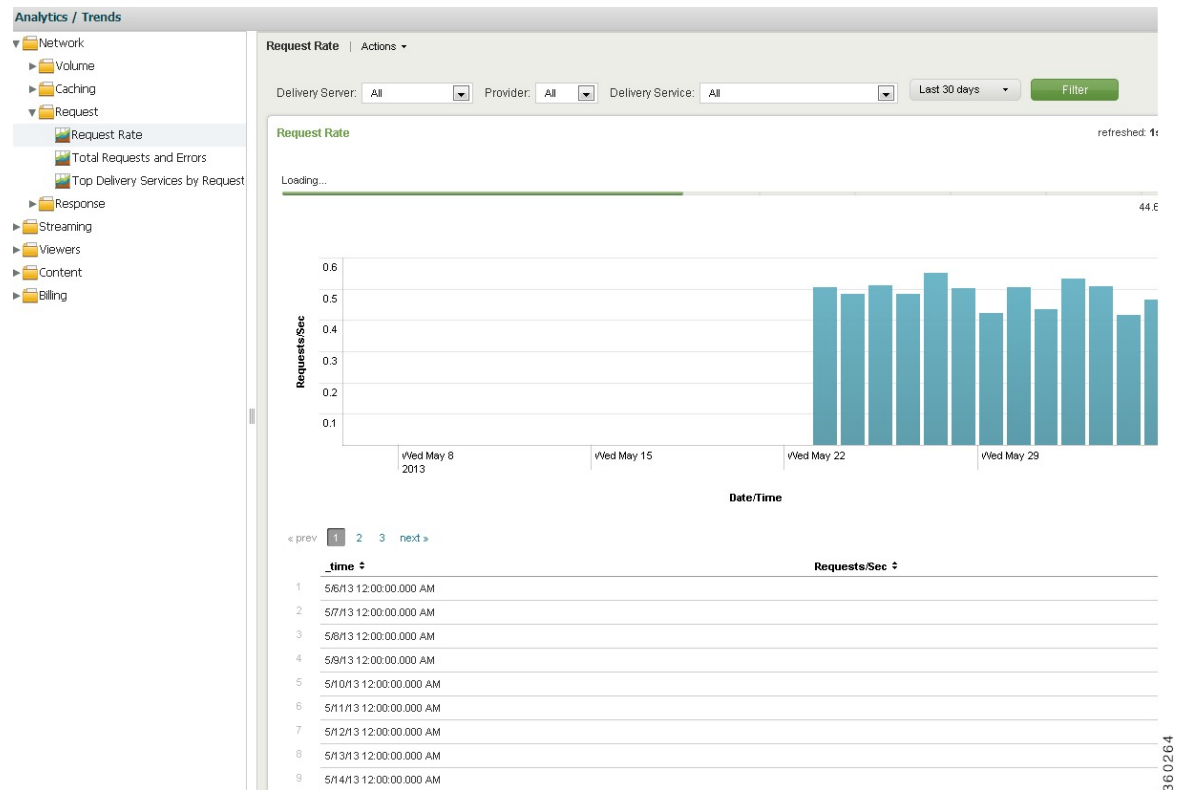 Analytics / Trends
Network
Volume
Caching
Request
Request Rate
Total Requests and Errors
Top Delivery Services by Request
Response
Streaming
Viewers
Content
Billing
Request Rate | Actions
Delivery Server: All Provider: All Delivery Service: All Last 30 days Filter
Request Rate refreshed: 1s
Loading...
44.6
0.6
0.5
0.4
0.3
0.2
0.1
Requests/Sec
Wed May 8 Wed May 15 Wed May 22 Wed May 29
2013
Date/Time
« prev 1 2 3 next »
_time Requests/Sec
1 5/6/13 12:00:00.000 AM
2 5/7/13 12:00:00.000 AM
3 5/8/13 12:00:00.000 AM
4 5/9/13 12:00:00.000 AM
5 5/10/13 12:00:00.000 AM
6 5/11/13 12:00:00.000 AM
7 5/12/13 12:00:00.000 AM
8 5/13/13 12:00:00.000 AM
9 5/14/13 12:00:00.000 AM
360264